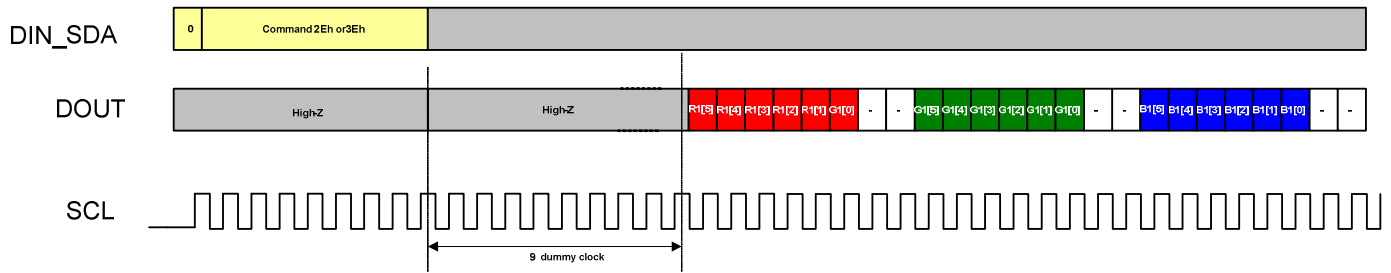 DIN_SDA 0 Command 2Eh or3Eh
DOUT High-Z High-Z R1[5] R1[4] R1[3] R1[2] R1[1] G1[0] - - G1[5] G1[4] G1[3] G1[2] G1[1] G1[0] - - B1[5] B1[4] B1[3] B1[2] B1[1] B1[0] - -
SCL
9 dummy clock